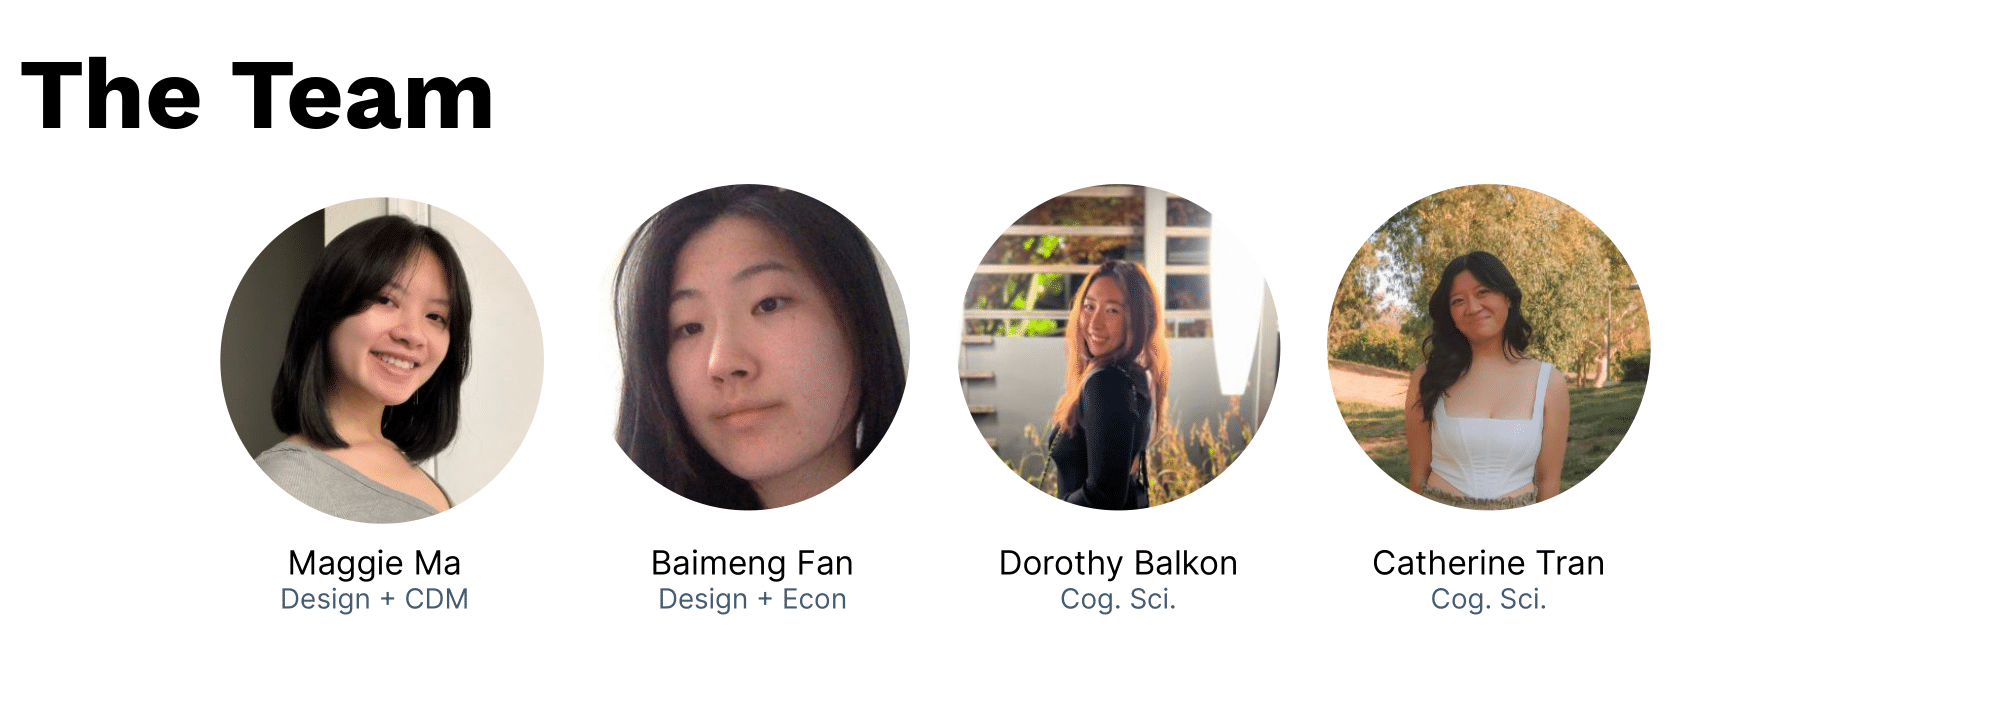 The Team
Maggie Ma
Design + CDM
Baimeng Fan
Design + Econ
Dorothy Balkon
Cog. Sci.
Catherine Tran
Cog. Sci.